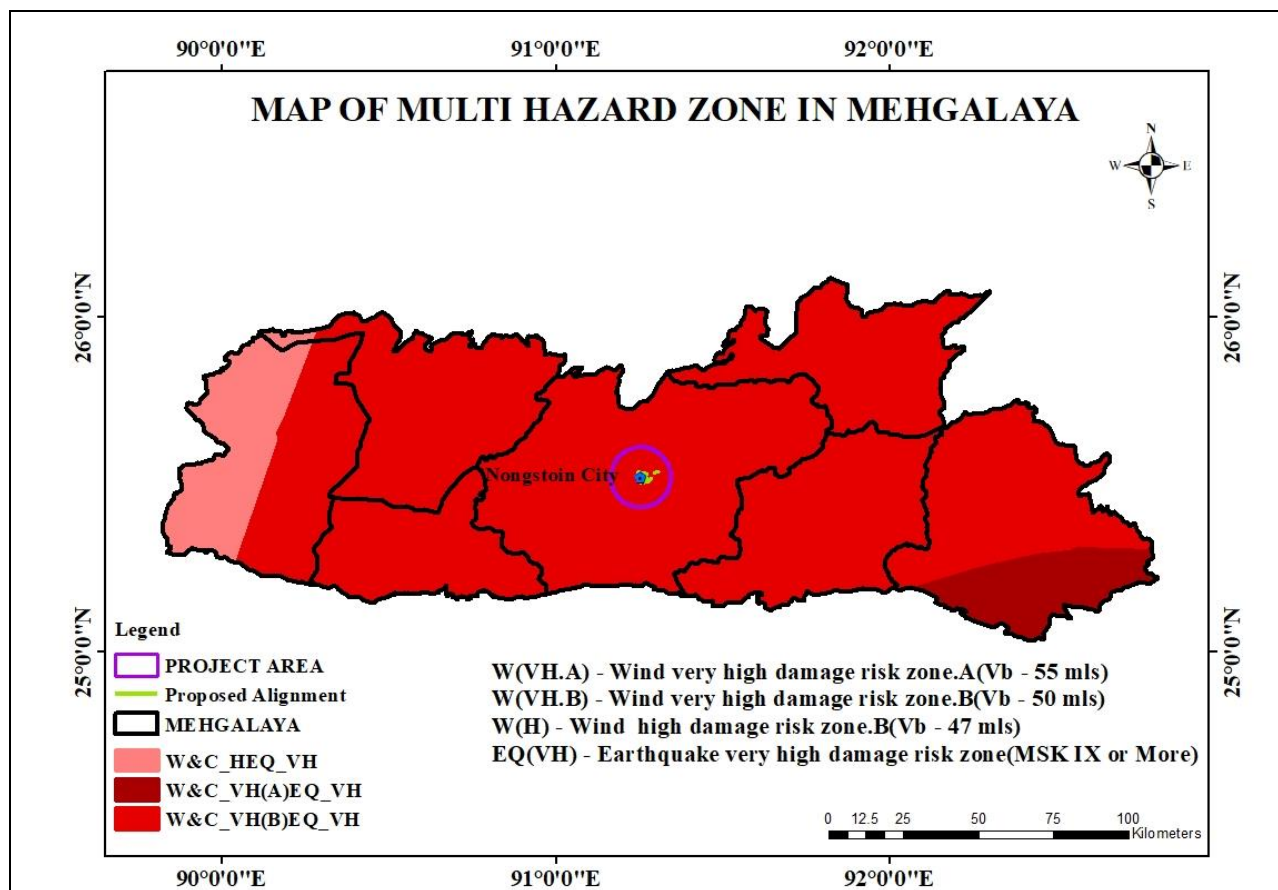 90°0'0"E 91°0'0"E 92°0'0"E
MAP OF MULTI HAZARD ZONE IN MEHGALAYA
N
W E
S
26°0'0"N 26°0'0"N
Nongstoin City
25°0'0"N 25°0'0"N
Legend
PROJECT AREA
Proposed Alignment
MEHGALAYA
W&C_HEQ_VH
W&C_VH(A)EQ_VH
W&C_VH(B)EQ_VH
W(VH.A) - Wind very high damage risk zone.A(Vb - 55 mls)
W(VH.B) - Wind very high damage risk zone.B(Vb - 50 mls)
W(H) - Wind high damage risk zone.B(Vb - 47 mls)
EQ(VH) - Earthquake very high damage risk zone(MSK IX or More)
0 12.5 25 50 75 100
Kilometers
90°0'0"E 91°0'0"E 92°0'0"E